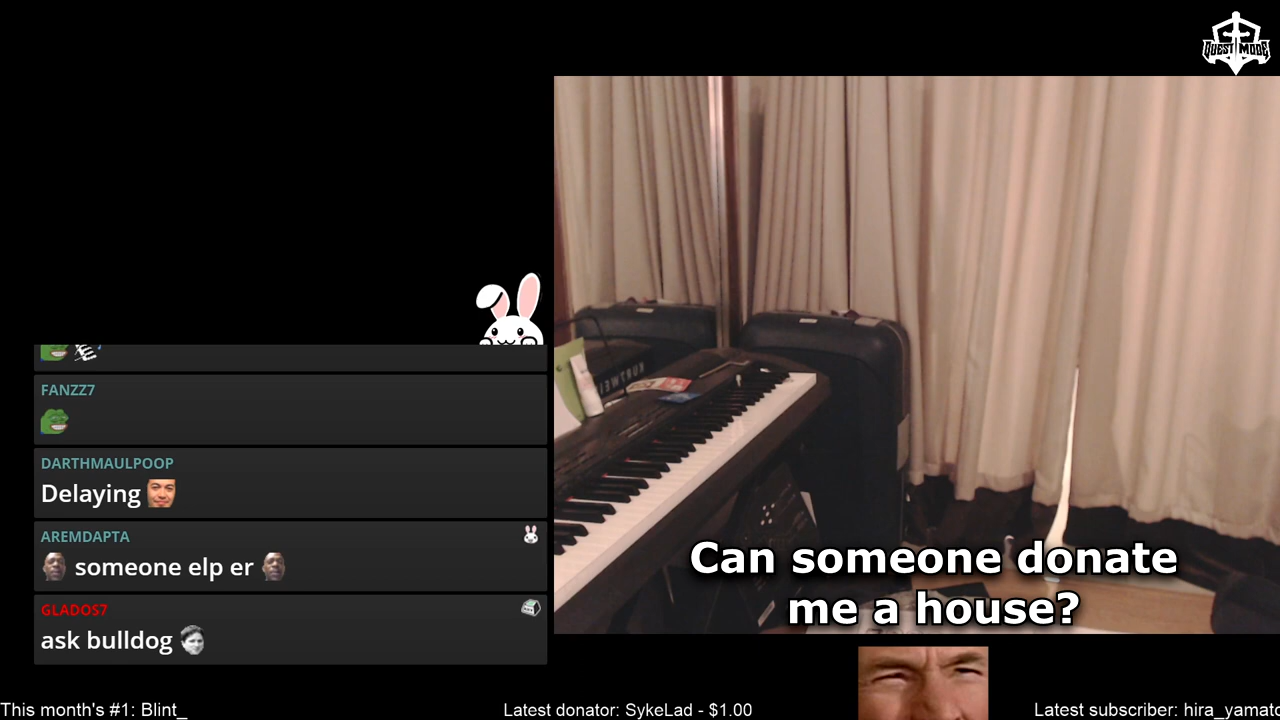 QUEST MODE
FANZZ7
DARTHMAULPOOP
Delaying
AREMDAPTA
someone elp er
GLADOS7
ask bulldog
KURZWEIL
Can someone donate
me a house?
This month's #1: Blint_
Latest donator: SykeLad - $1.00
Latest subscriber: hira_yamato